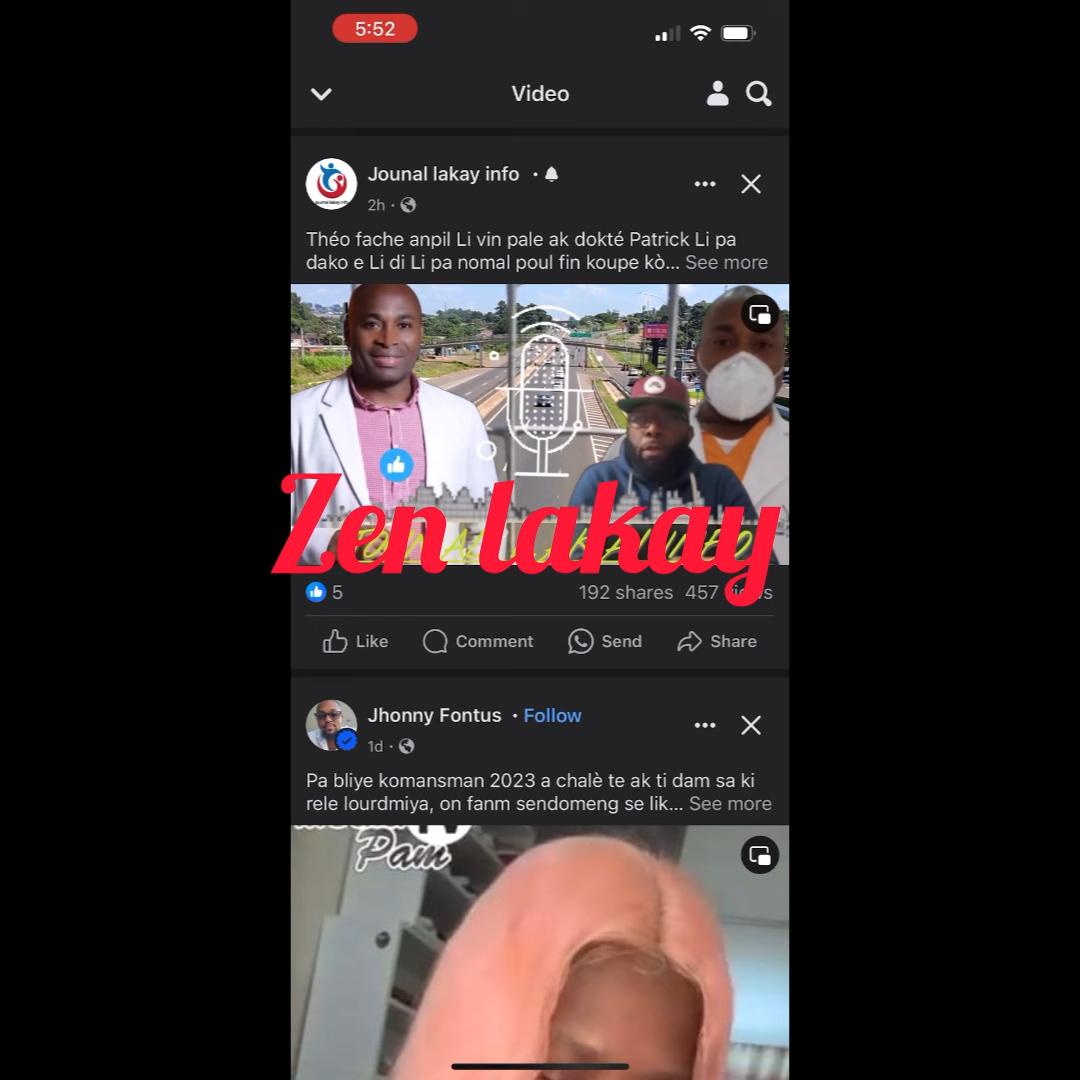 5:52
Video
Jounal lakay info
2h
Théo fache anpil Li vin pale ak dokté Patrick Li pa
dako e Li di Li pa nomal poul fin koupe kò... See more
Zen lakay
5
192 shares 457 views
Like Comment Send Share
Jhonny Fontus · Follow
1d
Pa bliye komansman 2023 a chalè te ak ti dam sa ki
rele lourdmiya, on fanm sendomeng se lik... See more
Pam